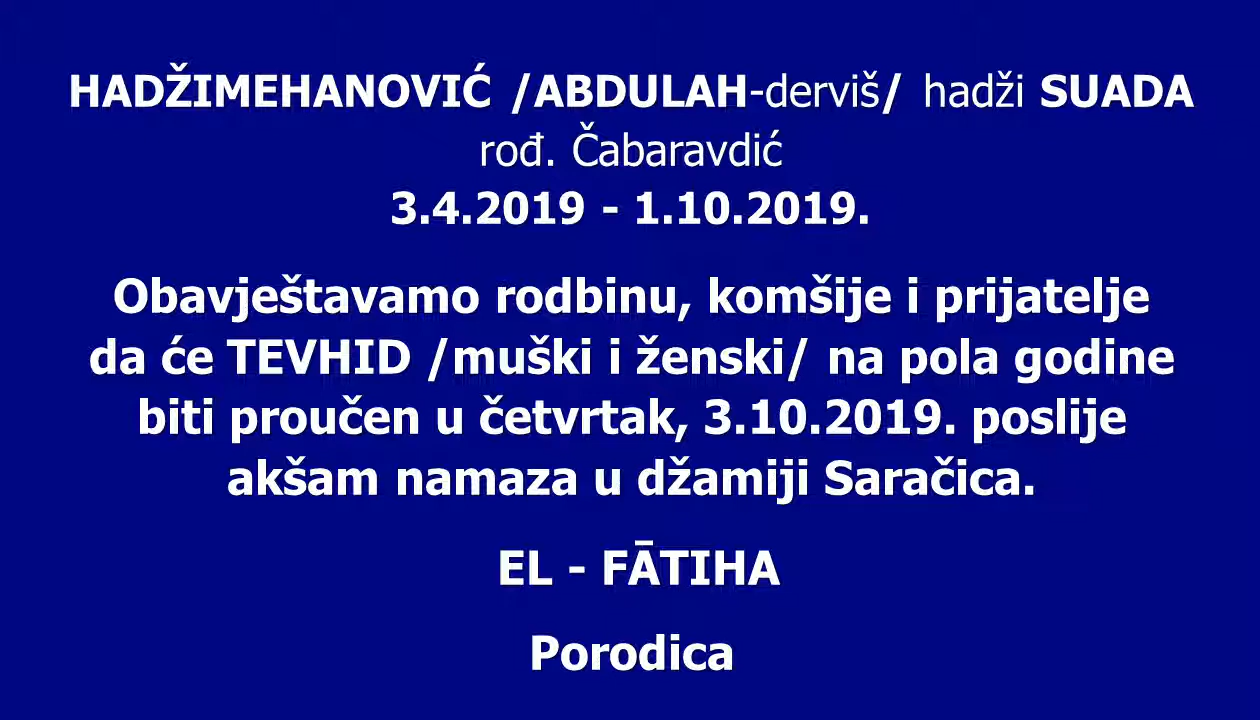 HADŽIMEHANOVIĆ /ABDULAH-derviš/ hadži SUADA
rođ. Čabaravdić
3.4.2019 - 1.10.2019.
Obavještavamo rodbinu, komšije i prijatelje
da će TEVHID /muški i ženski/ na pola godine
biti proučen u četvrtak, 3.10.2019. poslije
akšam namaza u džamiji Saračica.
EL - FĀTIHA
Porodica